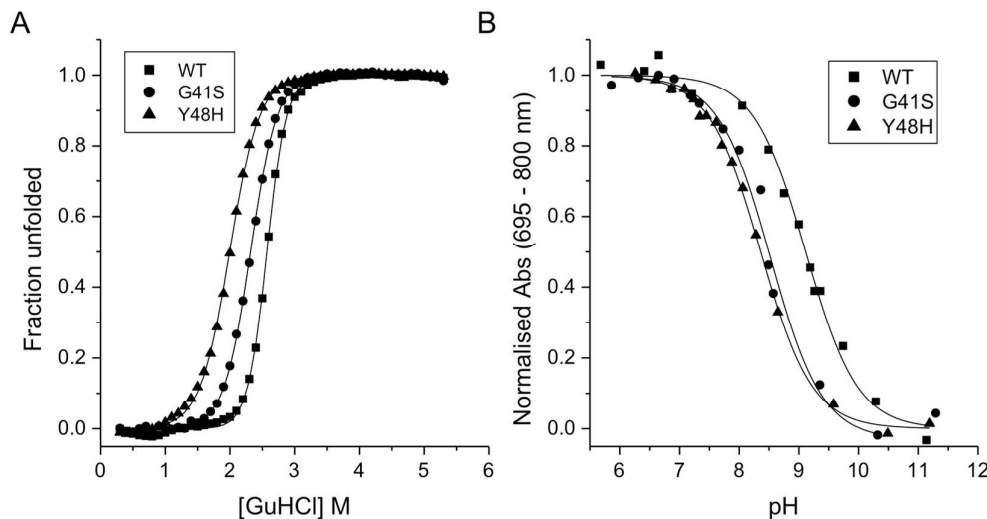 A
WT
G41S
Y48H
Fraction unfolded
1.0
0.8
0.6
0.4
0.2
0.0
0 1 2 3 4 5 6
[GuHCl] M
B
WT
G41S
Y48H
Normalised Abs (695 - 800 nm)
1.0
0.8
0.6
0.4
0.2
0.0
6 7 8 9 10 11 12
pH